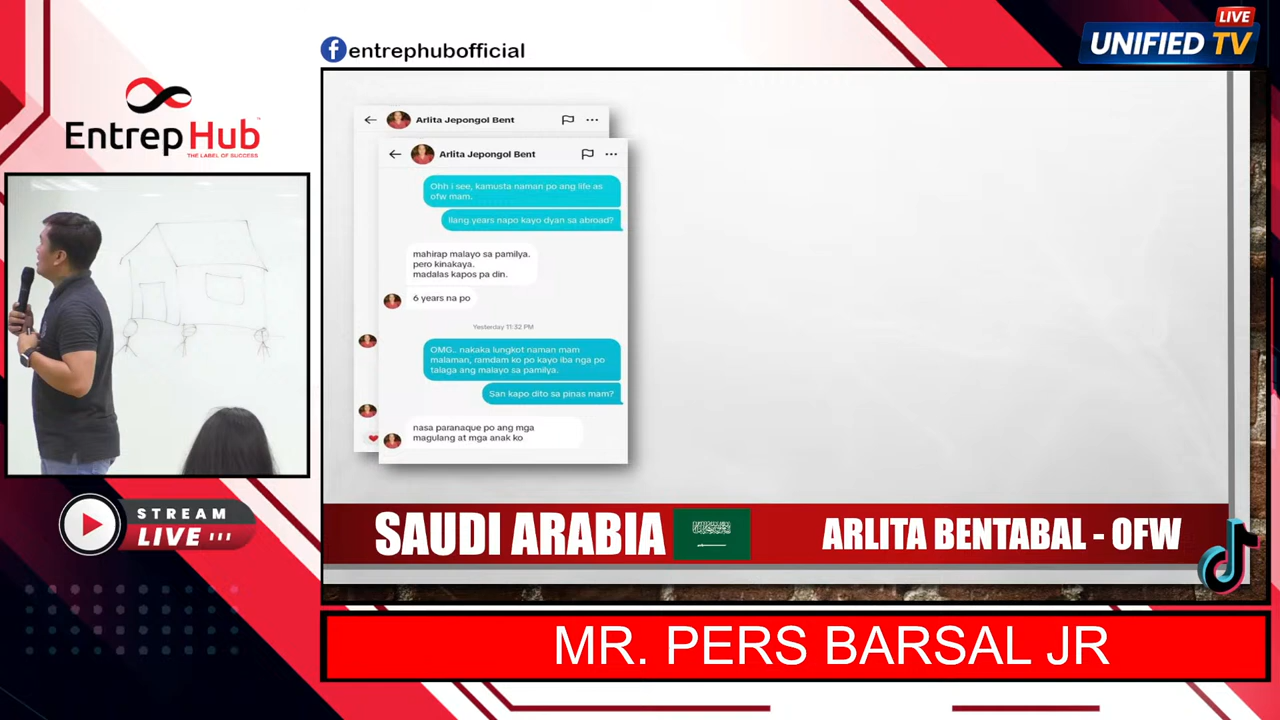 entrephubofficial
LIVE
UNIFIED TV
Entrep Hub
THE LABEL OF SUCCESS
Arlita Jepongol Bent
Arlita Jepongol Bent
Ohh i see, kamusta naman po ang life as
ofw mam.
Ilang years napo kayo dyan sa abroad?
mahirap malayo sa pamilya.
pero kinakaya.
madalas kapos pa din.
6 years na po
Yesterday 11:32 PM
OMG.. nakaka lungkot naman mam
malaman, ramdam ko po kayo iba nga po
talaga ang malayo sa pamilya.
San kapo dito sa pinas mam?
nasa paranaque po ang mga
magulang at mga anak ko
STREAM
LIVE
SAUDI ARABIA
ARLITA BENTABAL - OFW
MR. PERS BARSAL JR